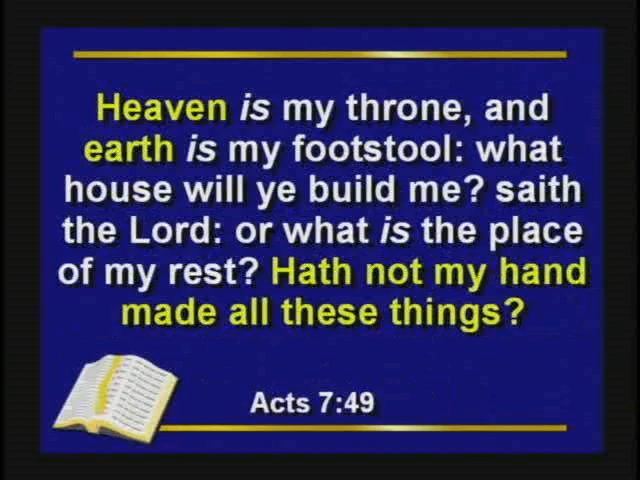 Heaven is my throne, and
earth is my footstool: what
house will ye build me? saith
the Lord: or what is the place
of my rest? Hath not my hand
made all these things?
Acts 7:49